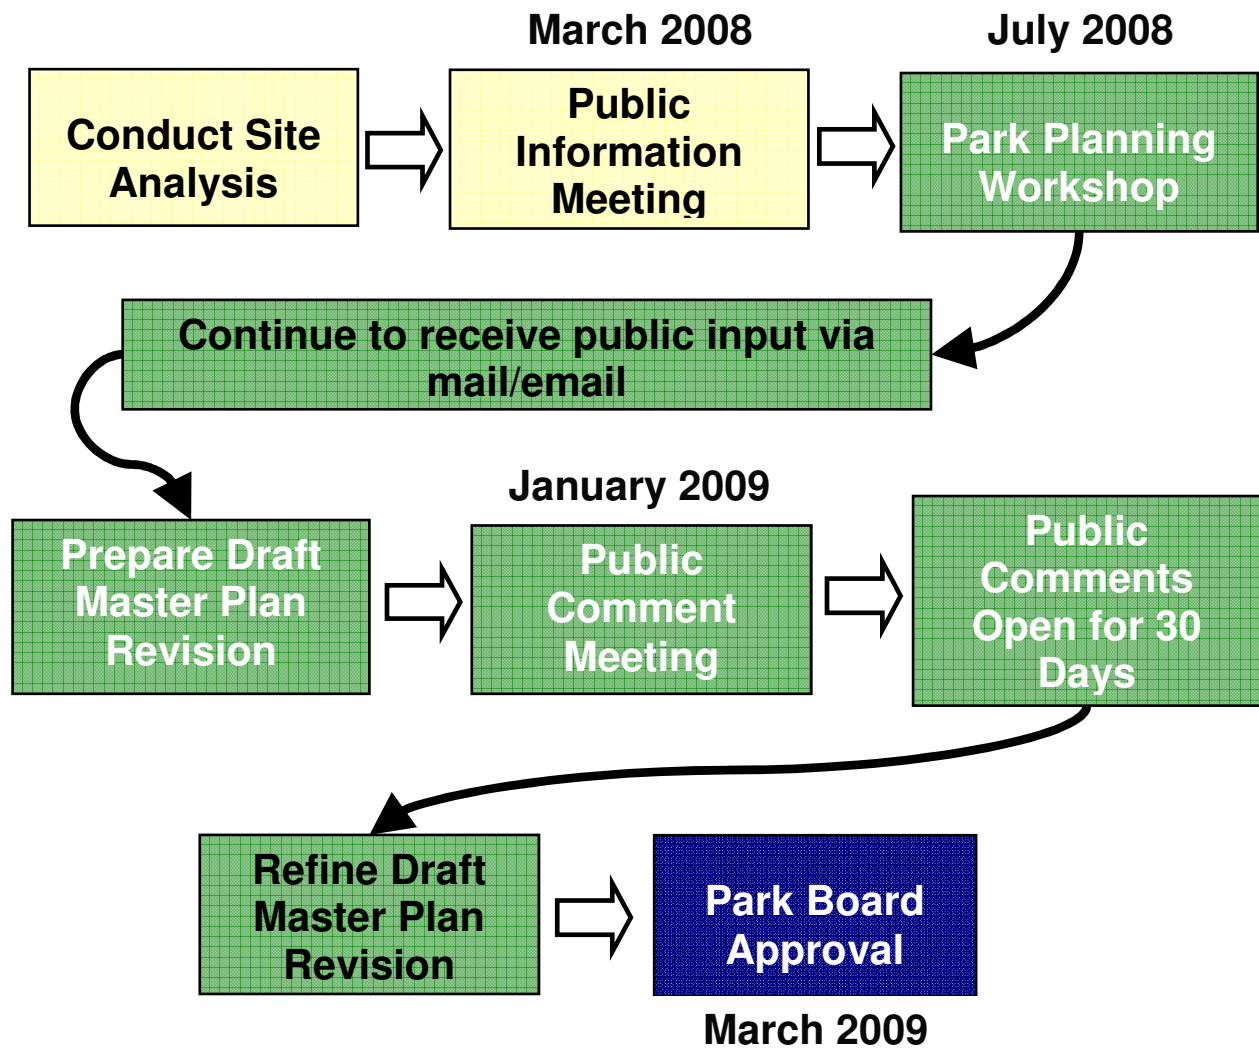 March 2008
July 2008
Conduct Site
Analysis
Public
Information
Meeting
Park Planning
Workshop
Continue to receive public input via
mail/email
January 2009
Prepare Draft
Master Plan
Revision
Public
Comment
Meeting
Public
Comments
Open for 30
Days
Refine Draft
Master Plan
Revision
Park Board
Approval
March 2009